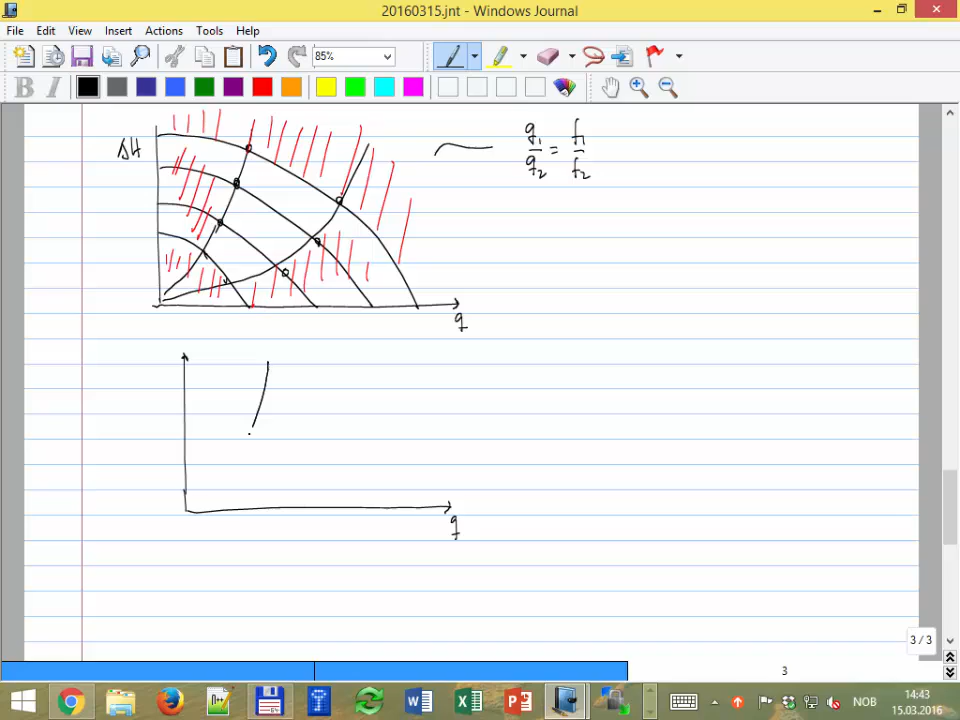 20160315.jnt - Windows Journal
File Edit View Insert Actions Tools Help
85%
B I
ΔH
q
q1/q2 = f1/f2
q
3 / 3
3
NOB
14:43
15.03.2016